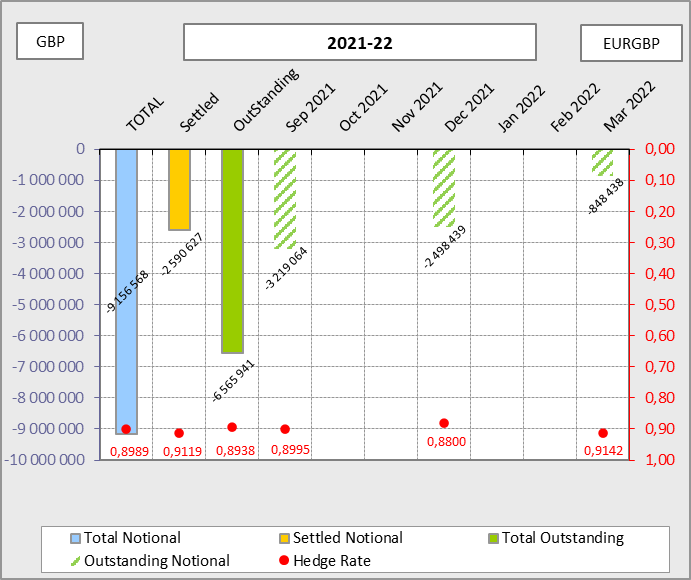 GBP
2021-22
EURGBP
TOTAL
Settled
OutStanding
Sep 2021
Oct 2021
Nov 2021
Dec 2021
Jan 2022
Feb 2022
Mar 2022
0 0,00
-1 000 000 0,10
-2 000 000 0,20
-3 000 000 0,30
-4 000 000 0,40
-5 000 000 0,50
-6 000 000 0,60
-7 000 000 0,70
-8 000 000 0,80
-9 000 000 0,90
-10 000 000 1,00
-9 156 568
-2 590 627
-6 565 941
-3 219 064
-2 498 439
-848 438
0,8989 0,9119 0,8938 0,8995 0,8800 0,9142
Total Notional Settled Notional Total Outstanding
Outstanding Notional Hedge Rate